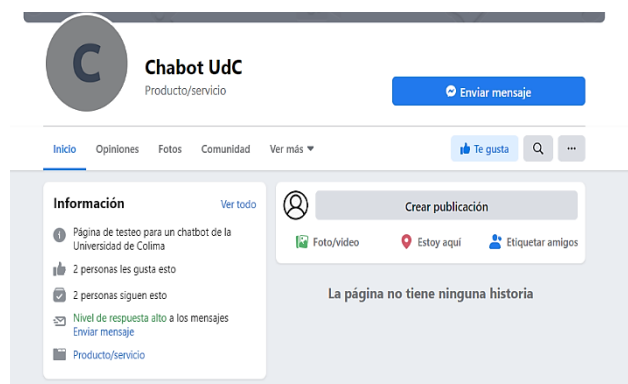 C
Chabot UdC
Producto/servicio
Enviar mensaje
Inicio Opiniones Fotos Comunidad Ver más
Te gusta
Información Ver todo
Página de testeo para un chatbot de la
Universidad de Colima
2 personas les gusta esto
2 personas siguen esto
Nivel de respuesta alto a los mensajes
Enviar mensaje
Producto/servicio
Crear publicación
Foto/video Estoy aquí Etiquetar amigos
La página no tiene ninguna historia